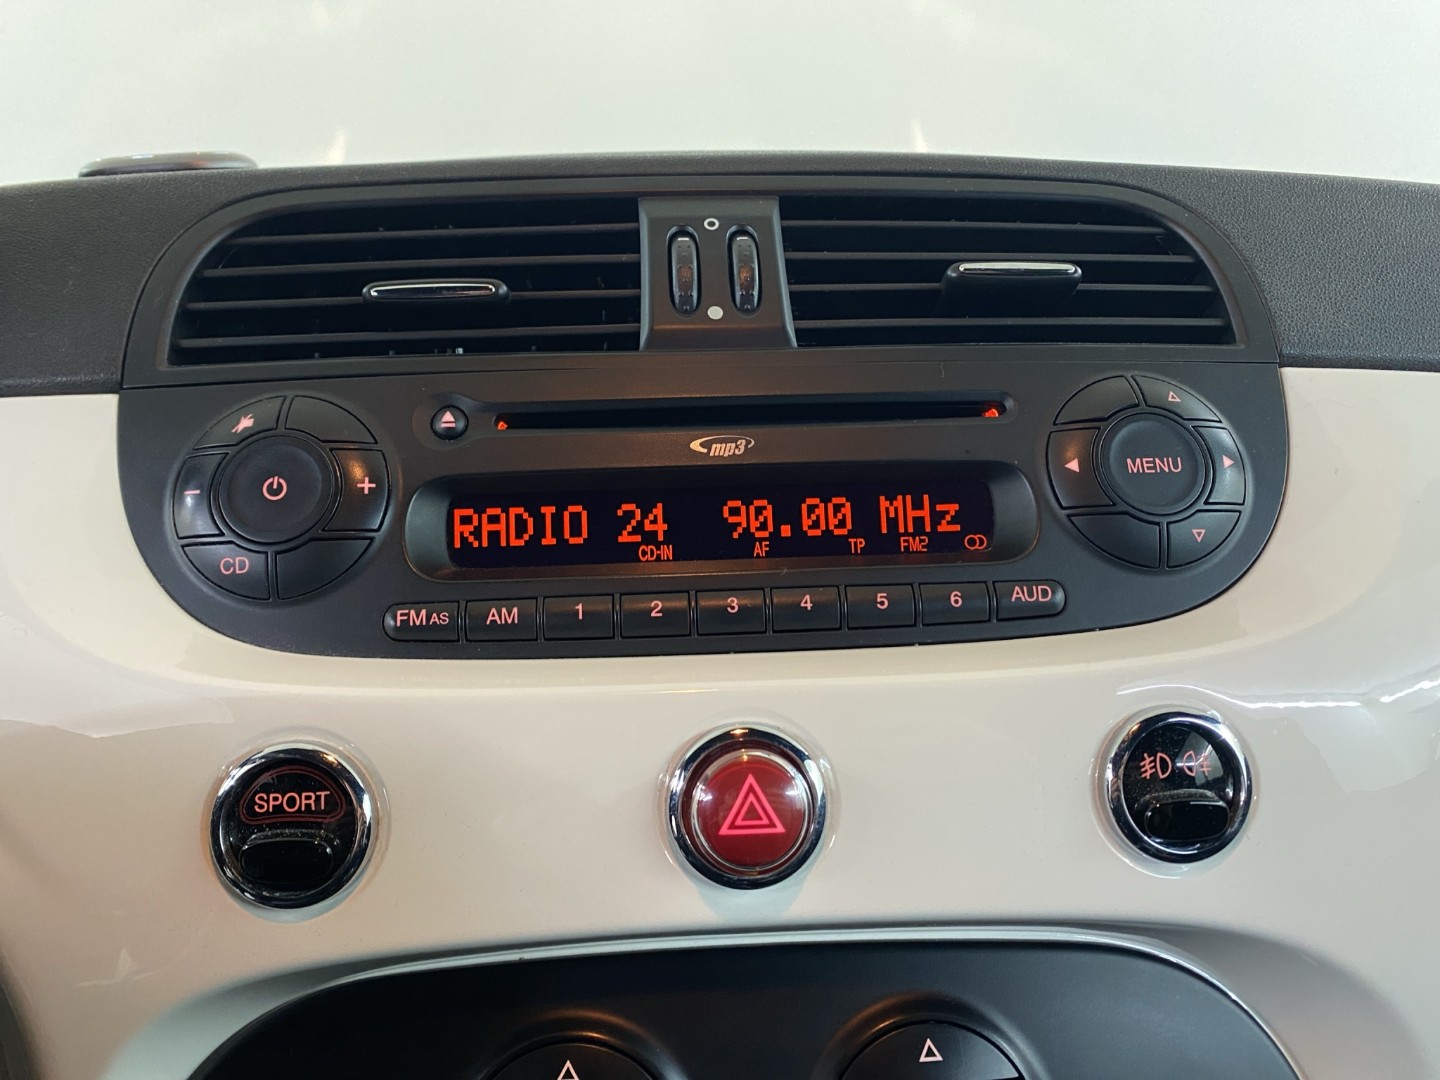 mp3
RADIO 24 90.00 MHz
CD-IN AF TP FM2
CD
MENU
FM AS AM 1 2 3 4 5 6 AUD
SPORT